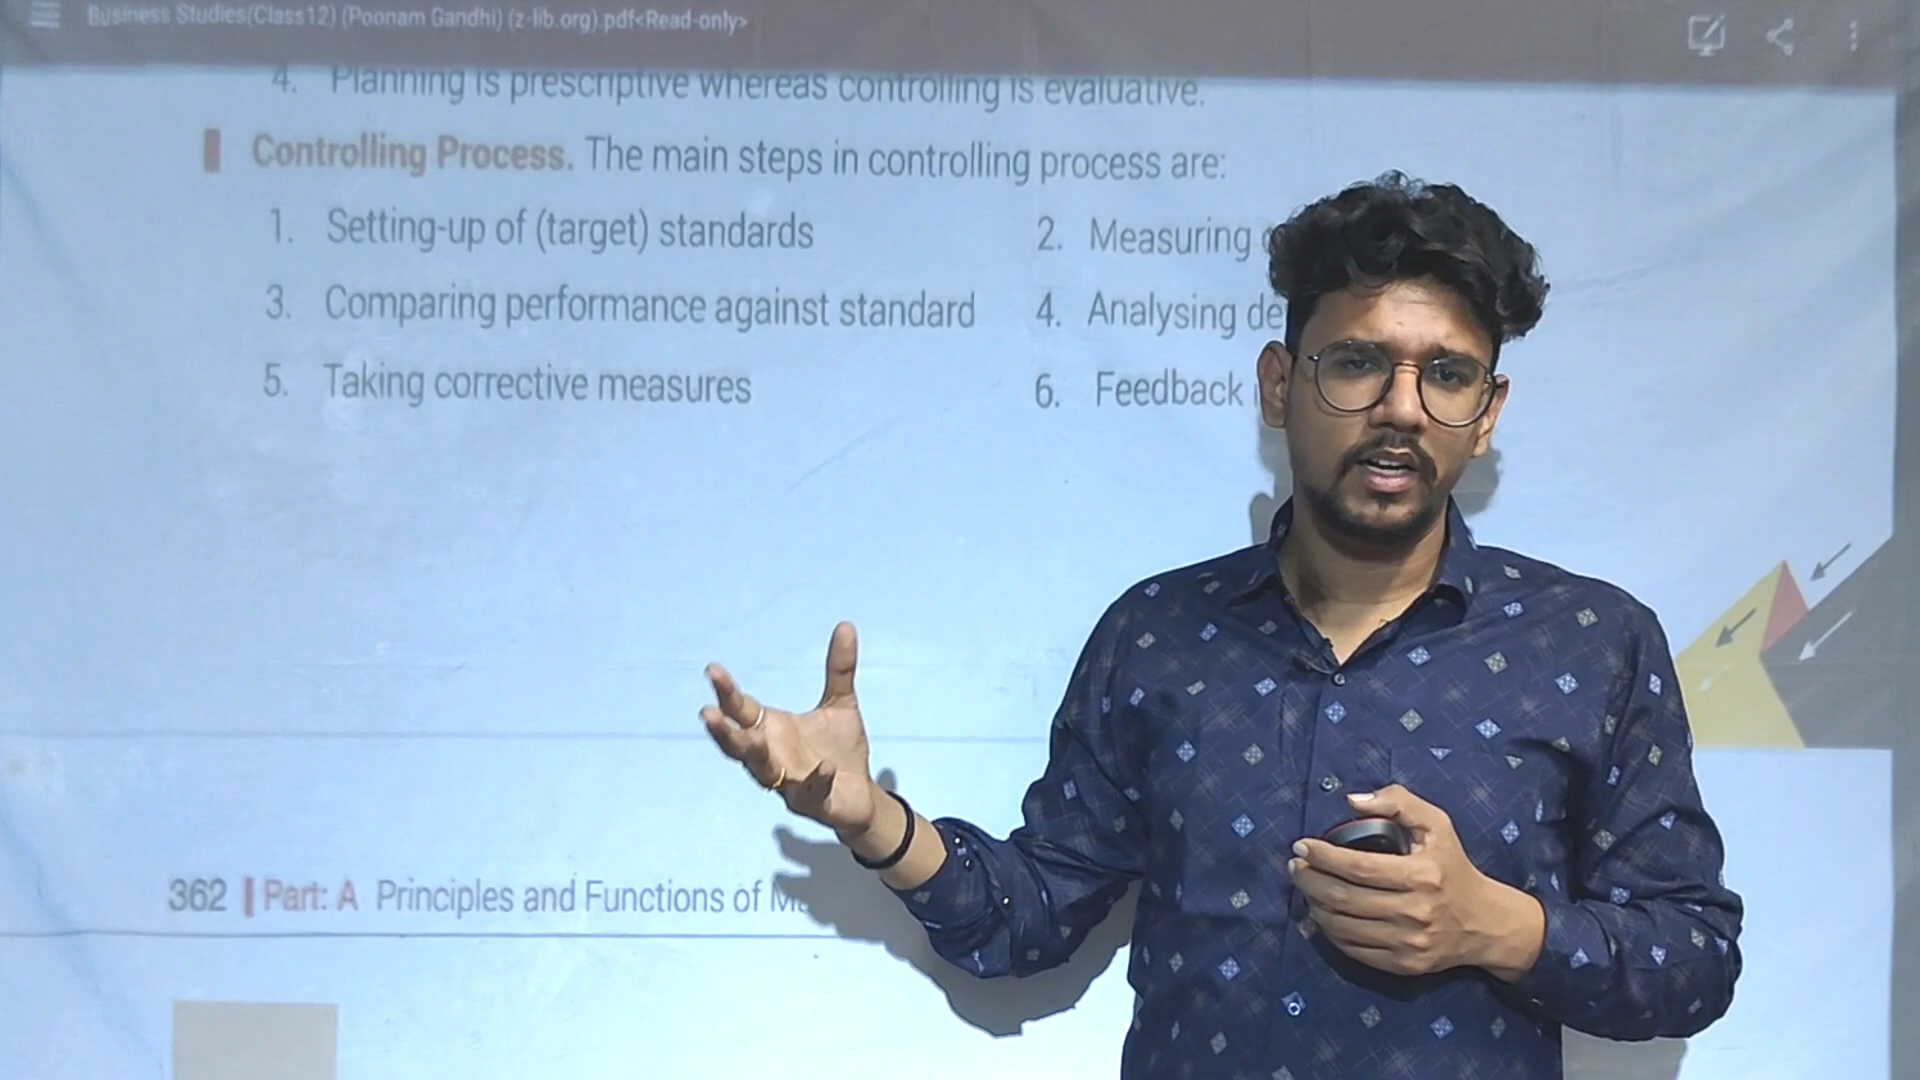 Business Studies(Class12) (Poonam Gandhi) (z-lib.org).pdf<Read-only>
4. Planning is prescriptive whereas controlling is evaluative.
Controlling Process. The main steps in controlling process are:
1. Setting-up of (target) standards 2. Measuring
3. Comparing performance against standard 4. Analysing
5. Taking corrective measures 6. Feedback
362 | Part: A Principles and Functions of